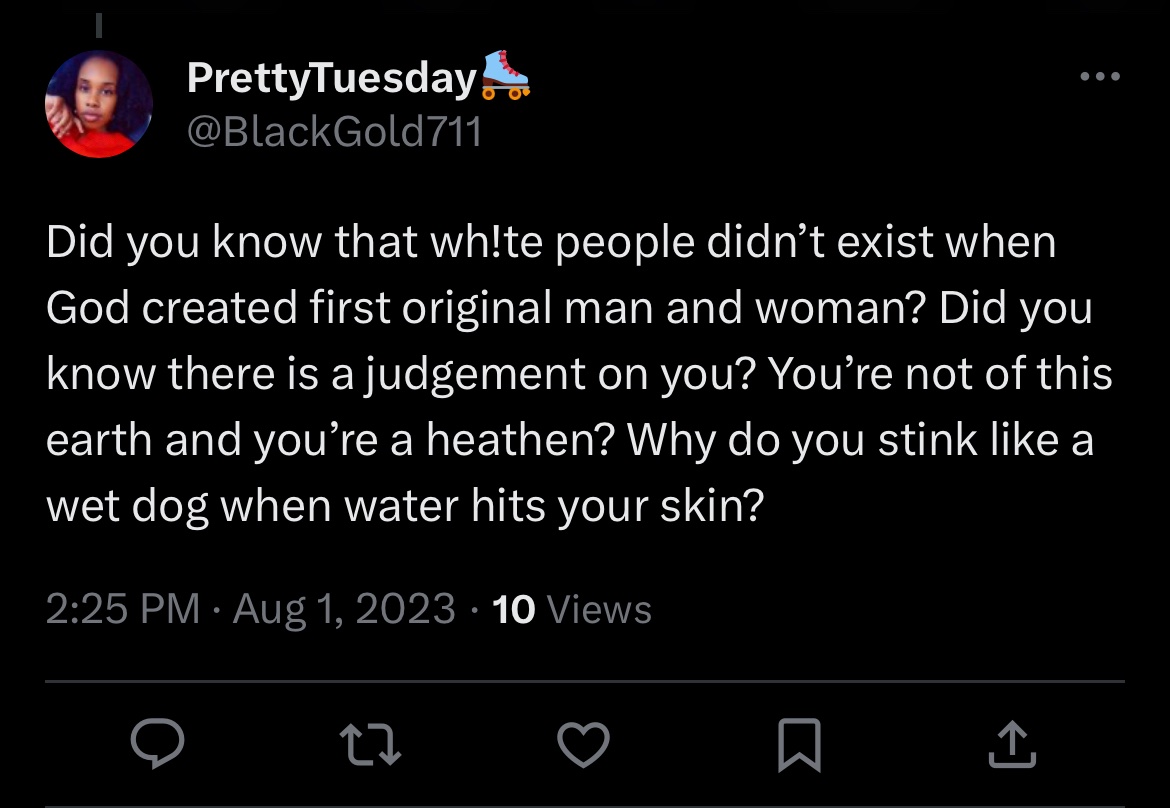 PrettyTuesday🛼
@BlackGold711
Did you know that wh!te people didn’t exist when
God created first original man and woman? Did you
know there is a judgement on you? You’re not of this
earth and you’re a heathen? Why do you stink like a
wet dog when water hits your skin?
2:25 PM · Aug 1, 2023 · 10 Views